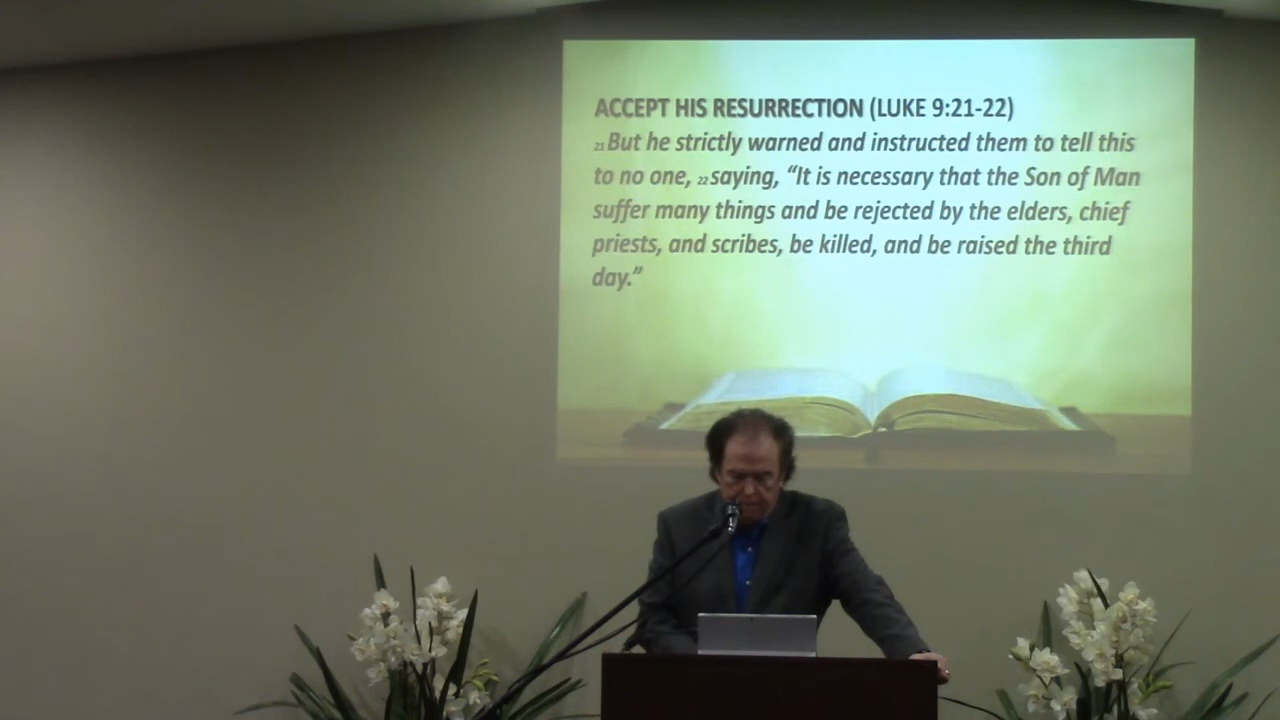 ACCEPT HIS RESURRECTION (LUKE 9:21-22)
21 But he strictly warned and instructed them to tell this
to no one, 22 saying, “It is necessary that the Son of Man
suffer many things and be rejected by the elders, chief
priests, and scribes, be killed, and be raised the third
day.”